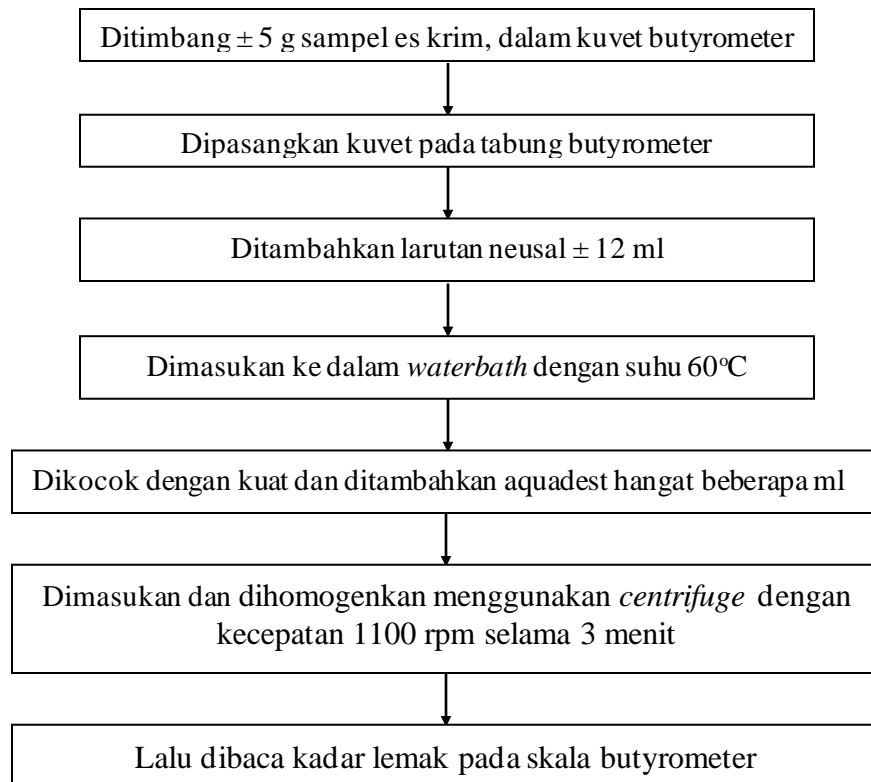 Ditimbang ± 5 g sampel es krim, dalam kuvet butyrometer
Dipasangkan kuvet pada tabung butyrometer
Ditambahkan larutan neusal ± 12 ml
Dimasukan ke dalam waterbath dengan suhu 60°C
Dikocok dengan kuat dan ditambahkan aquadest hangat beberapa ml
Dimasukan dan dihomogenkan menggunakan centrifuge dengan
kecepatan 1100 rpm selama 3 menit
Lalu dibaca kadar lemak pada skala butyrometer